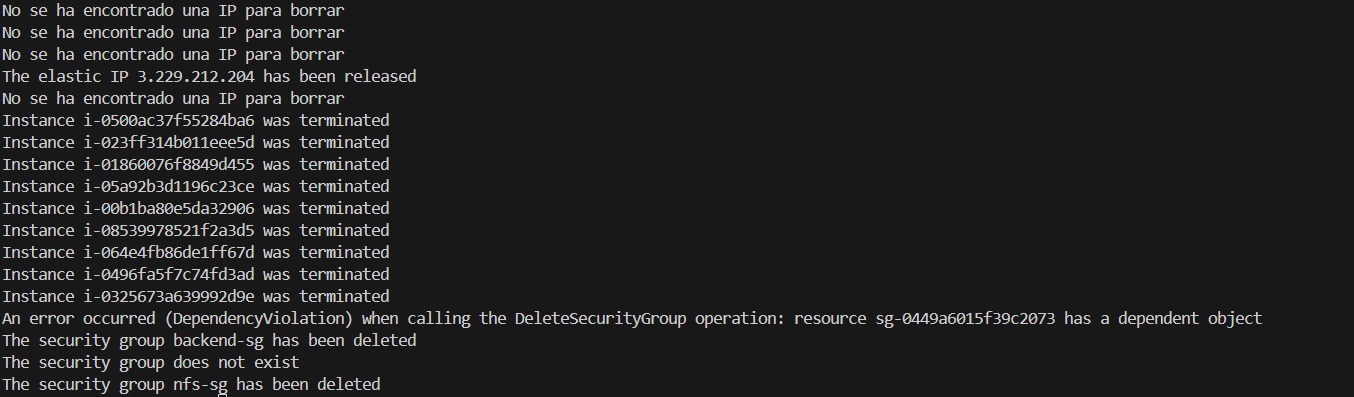 No se ha encontrado una IP para borrar
No se ha encontrado una IP para borrar
No se ha encontrado una IP para borrar
The elastic IP 3.229.212.204 has been released
No se ha encontrado una IP para borrar
Instance i-0500ac37f55284ba6 was terminated
Instance i-023ff314b011eee5d was terminated
Instance i-01860076f8849d455 was terminated
Instance i-05a92b3d1196c23ce was terminated
Instance i-00b1ba80e5da32906 was terminated
Instance i-08539978521f2a3d5 was terminated
Instance i-064e4fb86de1ff67d was terminated
Instance i-0496fa5f7c74fd3ad was terminated
Instance i-0325673a639992d9e was terminated
An error occurred (DependencyViolation) when calling the DeleteSecurityGroup operation: resource sg-0449a6015f39c2073 has a dependent object
The security group backend-sg has been deleted
The security group does not exist
The security group nfs-sg has been deleted